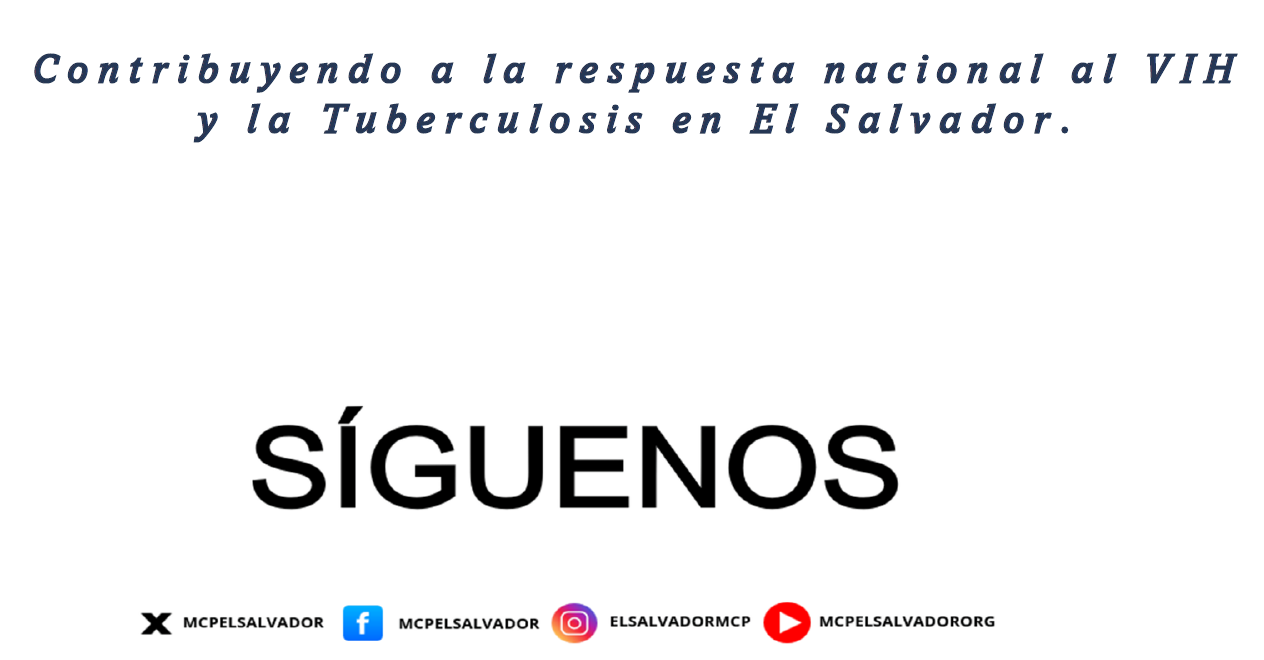 Contribuyendo a la respuesta nacional al VIH
y la Tuberculosis en El Salvador.
SÍGUENOS
MCPELSALVADOR MCPELSALVADOR ELSALVADORMCP MCPELSALVADORORG